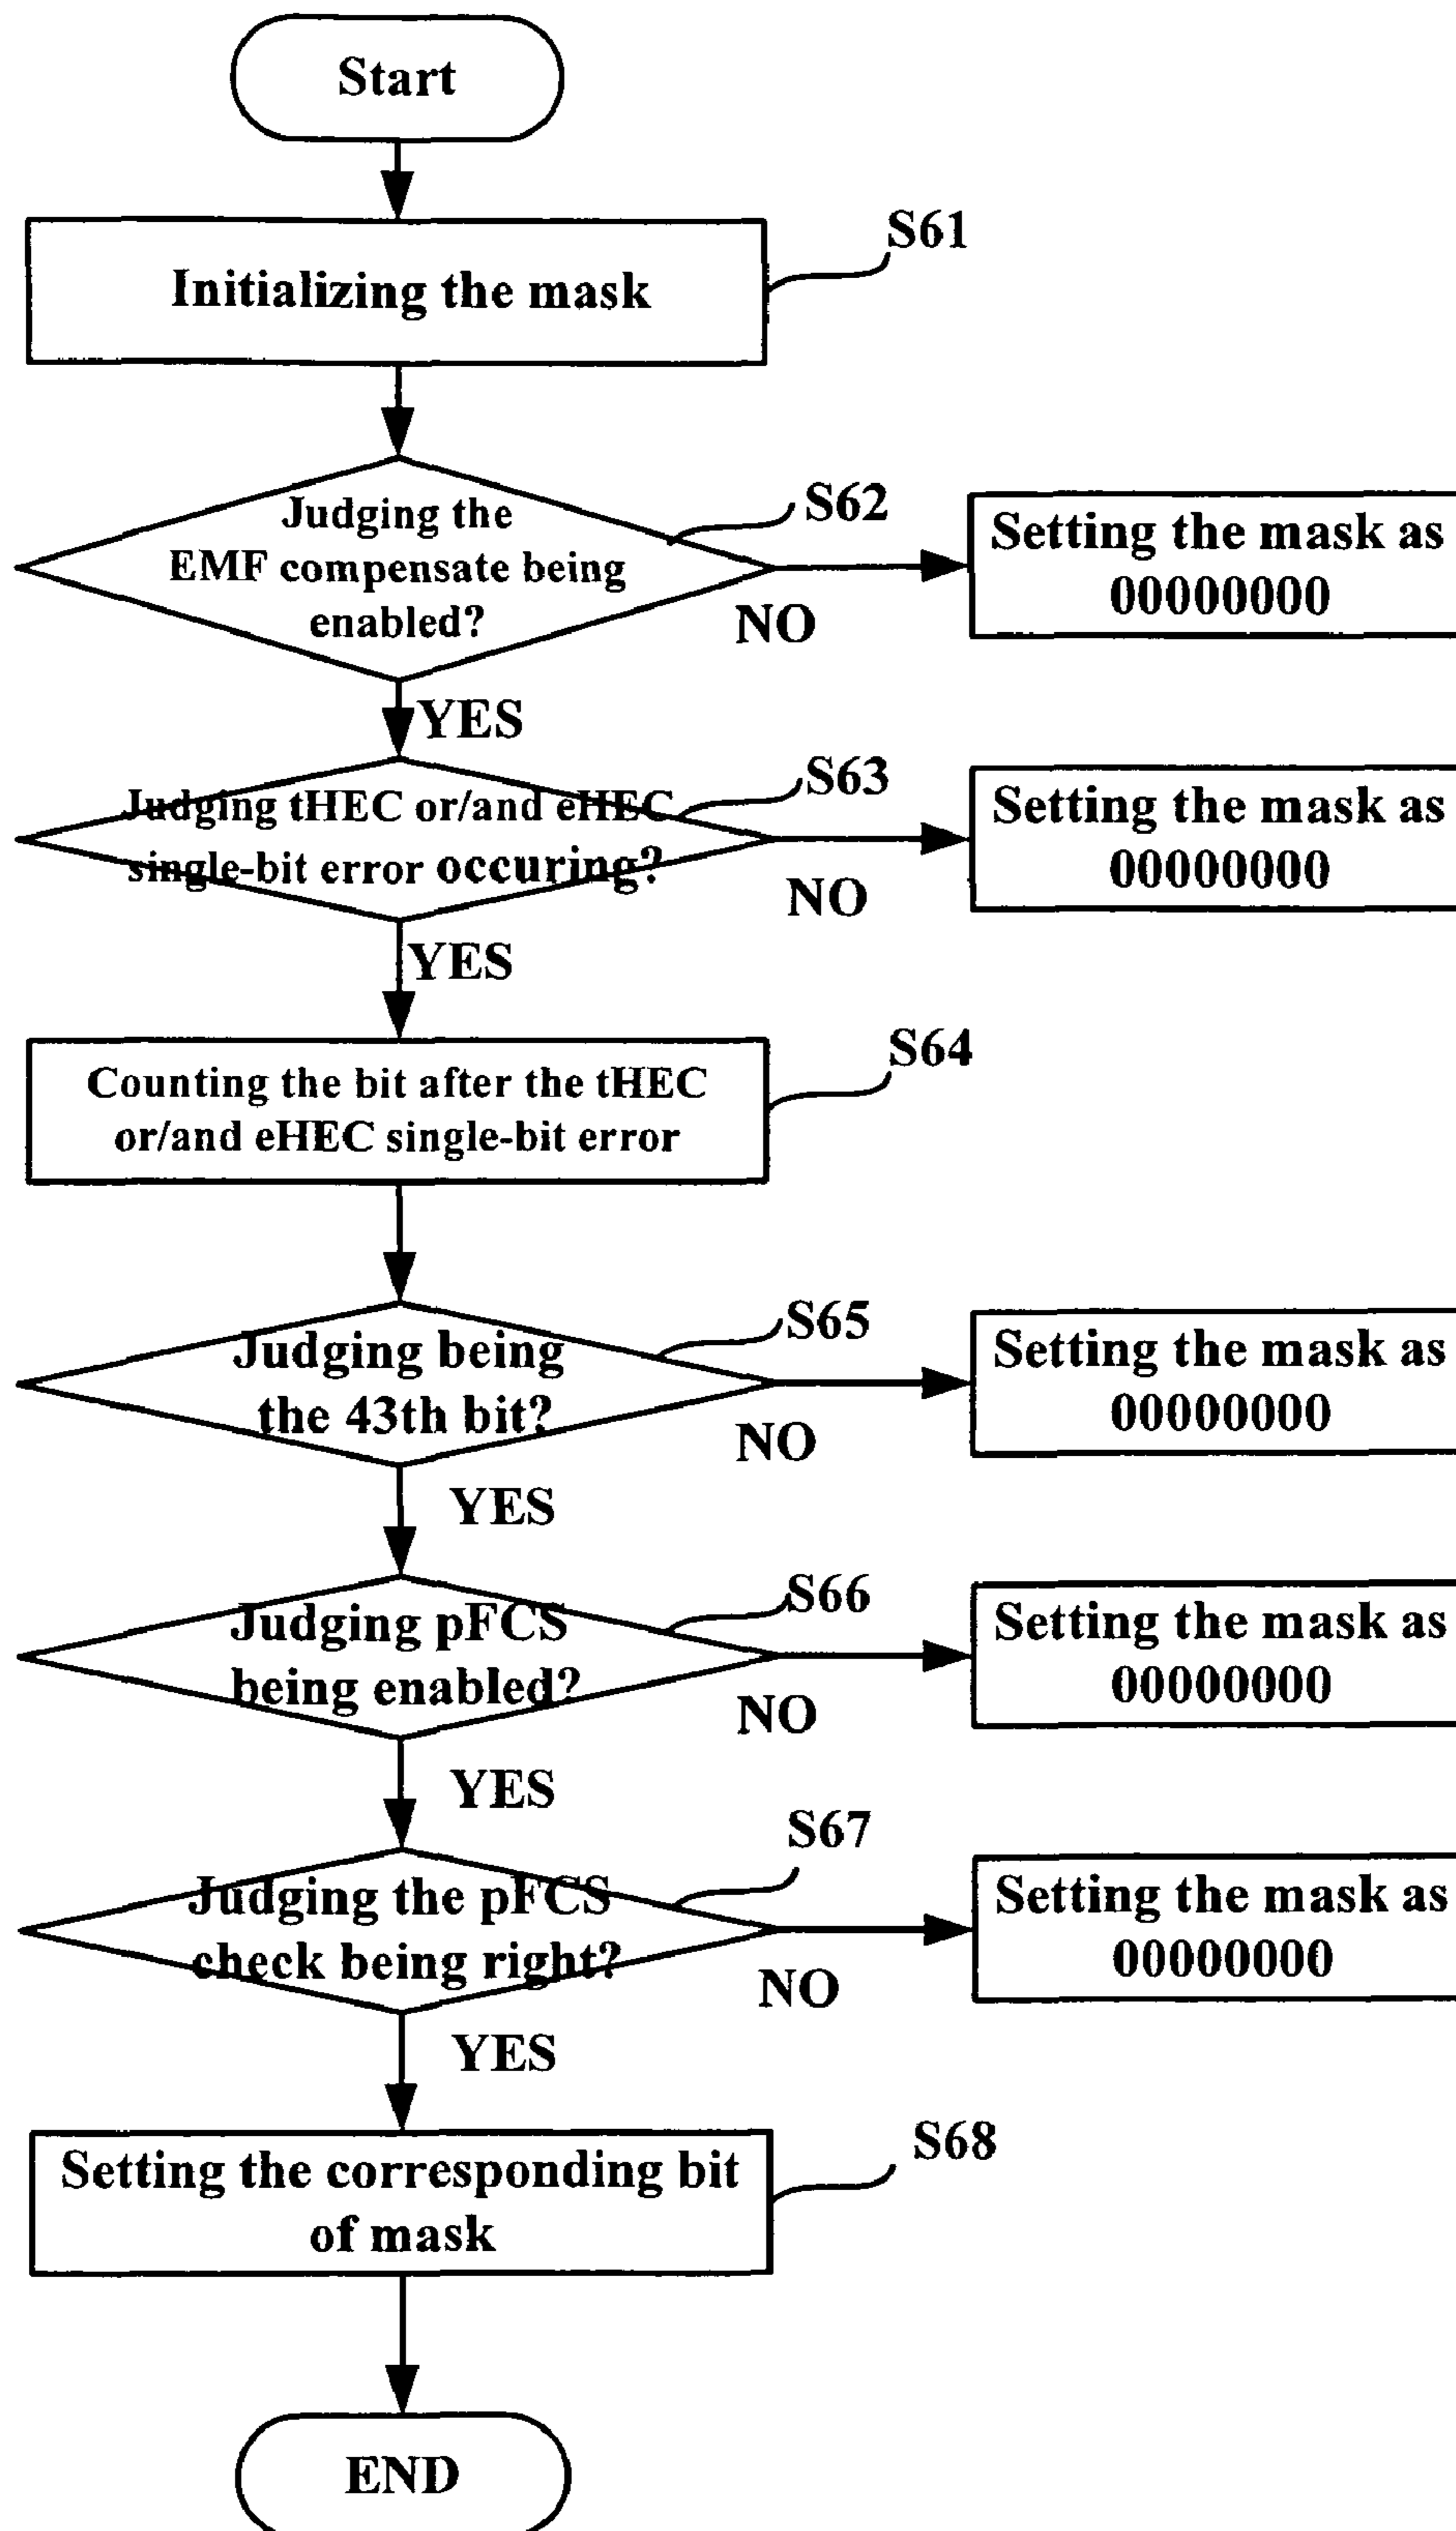 Start
Initializing the mask
S61
Judging the
EMF compensate being
enabled?
S62
NO
Setting the mask as
00000000
YES
Judging tHEC or/and eHEC
single-bit error occuring?
S63
NO
Setting the mask as
00000000
YES
Counting the bit after the tHEC
or/and eHEC single-bit error
S64
Judging being
the 43th bit?
S65
NO
Setting the mask as
00000000
YES
Judging pFCS
being enabled?
S66
NO
Setting the mask as
00000000
YES
Judging the pFCS
check being right?
S67
NO
Setting the mask as
00000000
YES
Setting the corresponding bit
of mask
S68
END